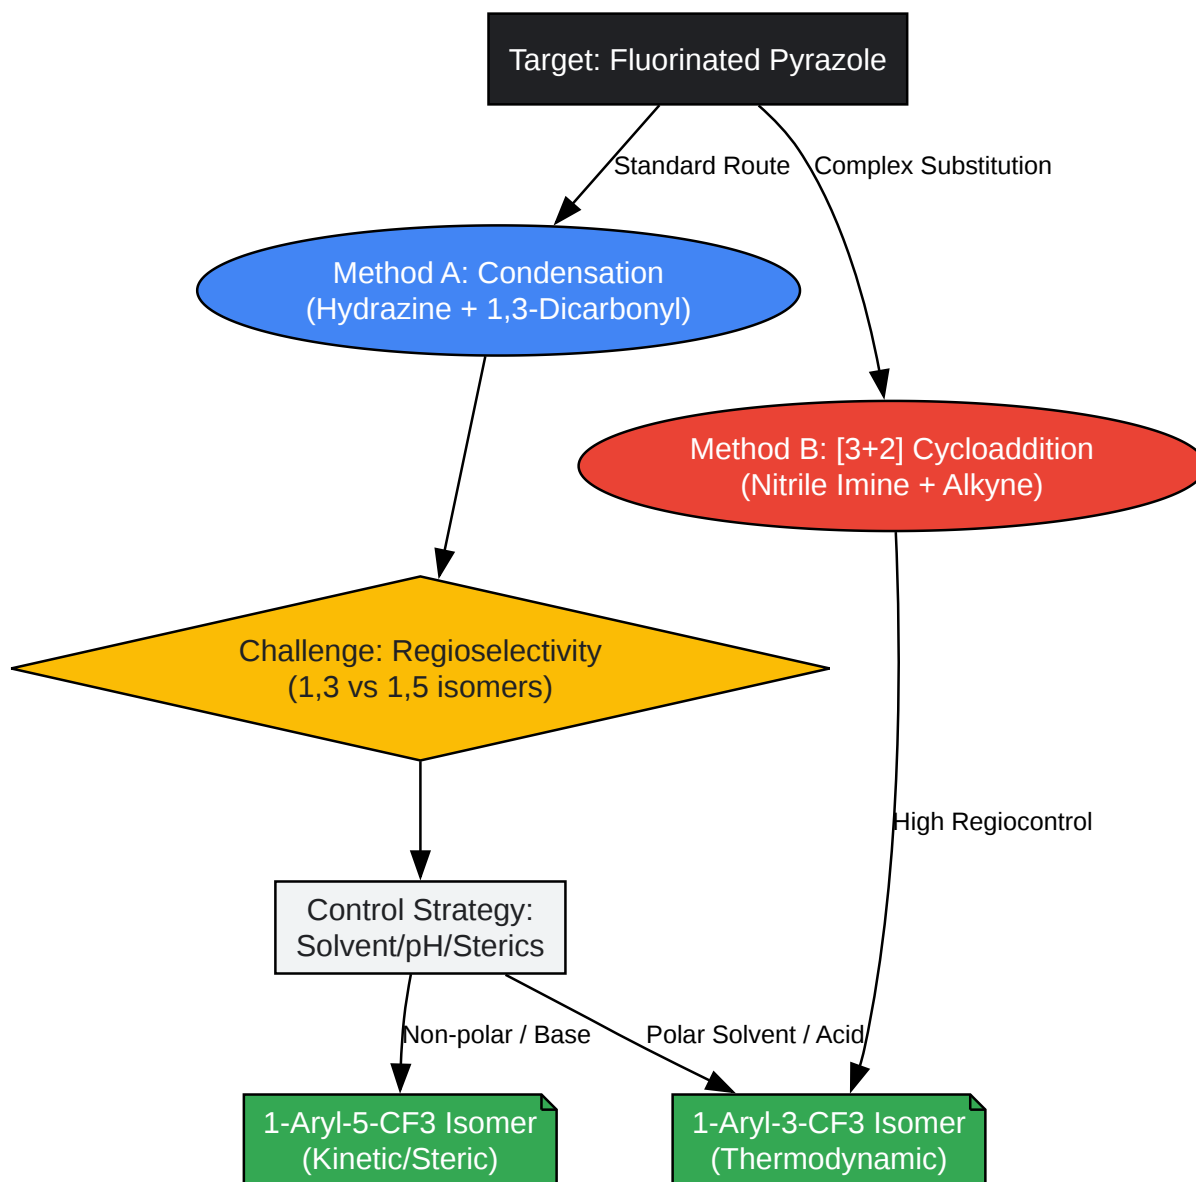 Target: Fluorinated Pyrazole
Standard Route
Complex Substitution
Method A: Condensation
(Hydrazine + 1,3-Dicarbonyl)
Method B: [3+2] Cycloaddition
(Nitrile Imine + Alkyne)
Challenge: Regioselectivity
(1,3 vs 1,5 isomers)
High Regiocontrol
Control Strategy:
Solvent/pH/Sterics
Non-polar / Base
Polar Solvent / Acid
1-Aryl-5-CF3 Isomer
(Kinetic/Steric)
1-Aryl-3-CF3 Isomer
(Thermodynamic)